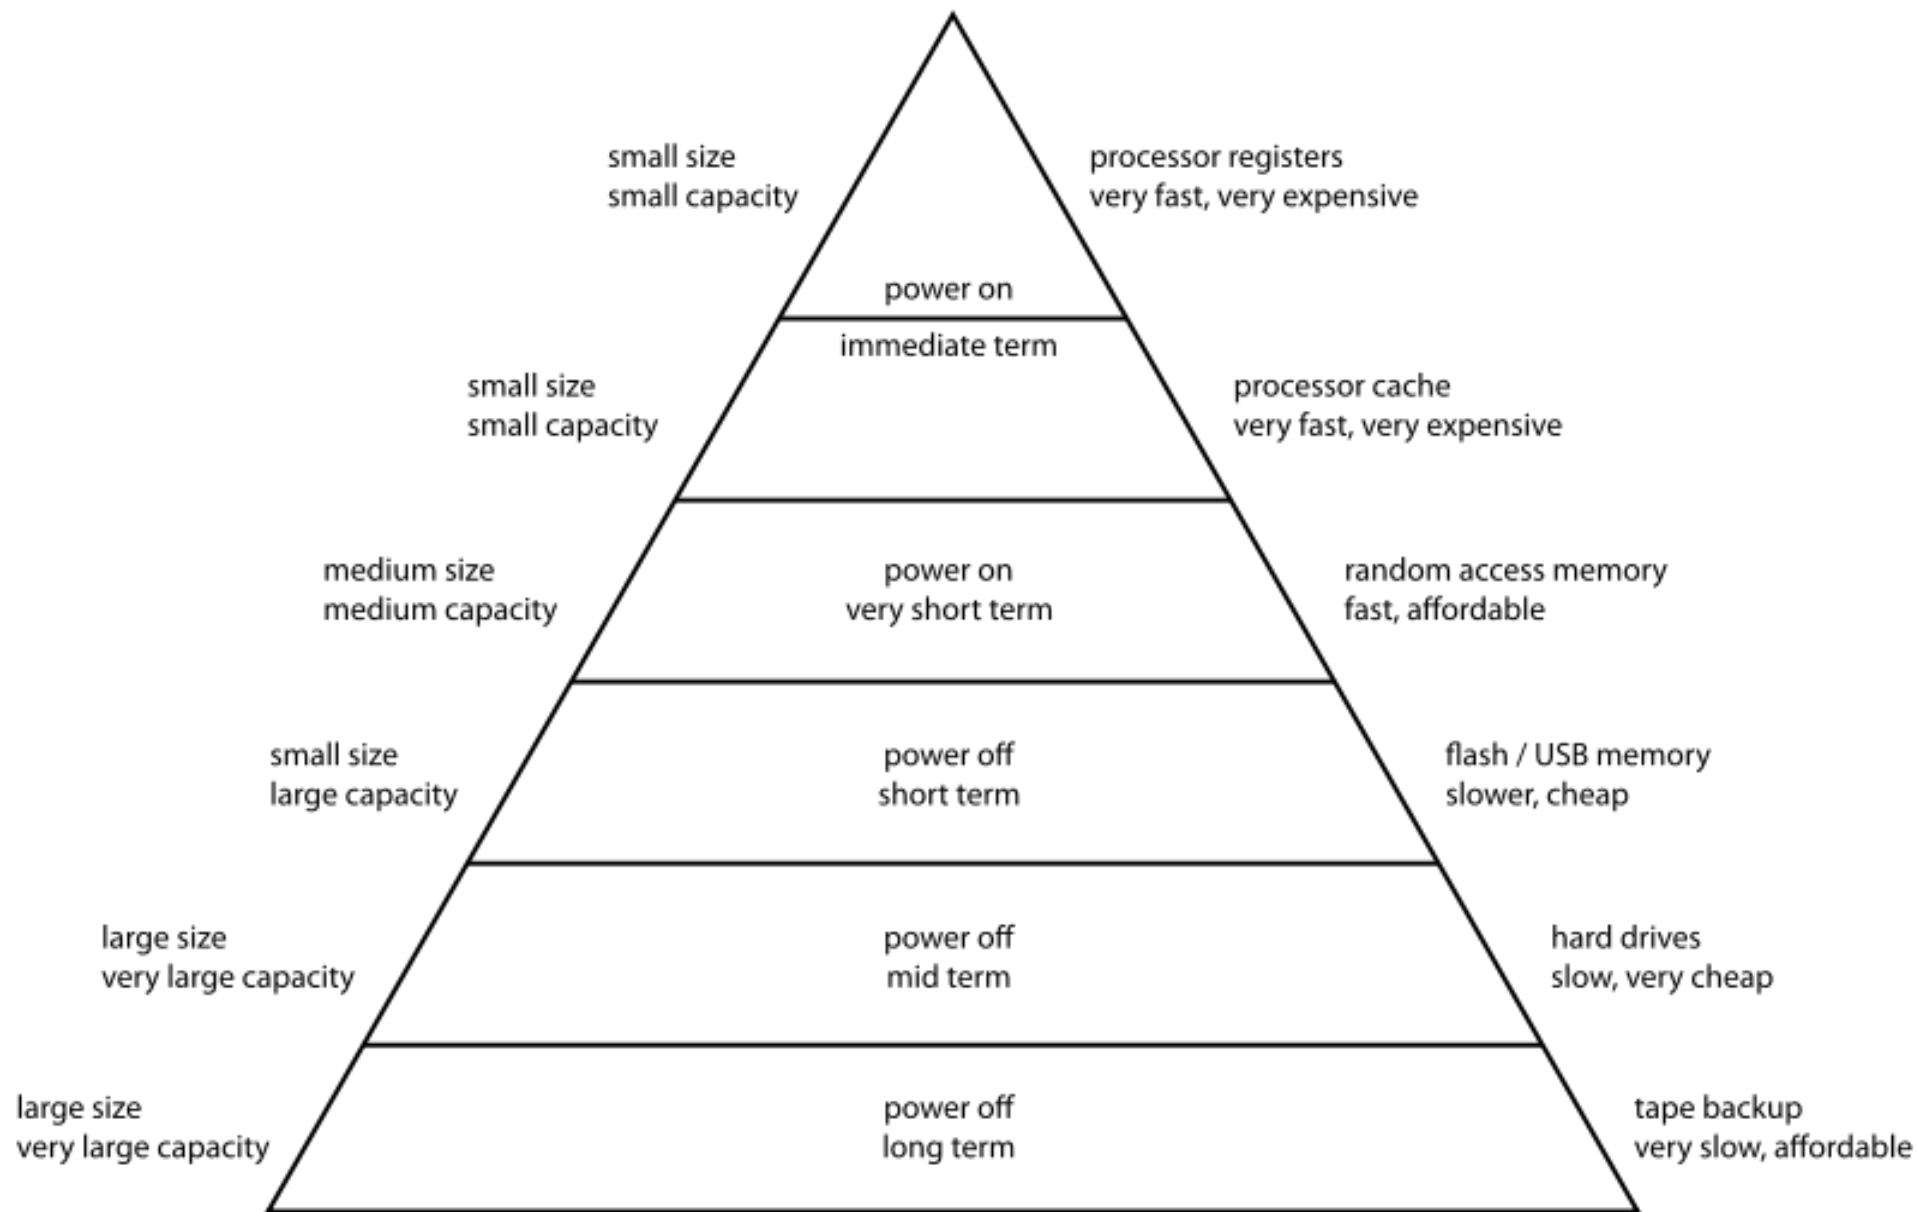 small size
small capacity
processor registers
very fast, very expensive
power on
immediate term
small size
small capacity
processor cache
very fast, very expensive
medium size
medium capacity
power on
very short term
random access memory
fast, affordable
small size
large capacity
power off
short term
flash / USB memory
slower, cheap
large size
very large capacity
power off
mid term
hard drives
slow, very cheap
large size
very large capacity
power off
long term
tape backup
very slow, affordable